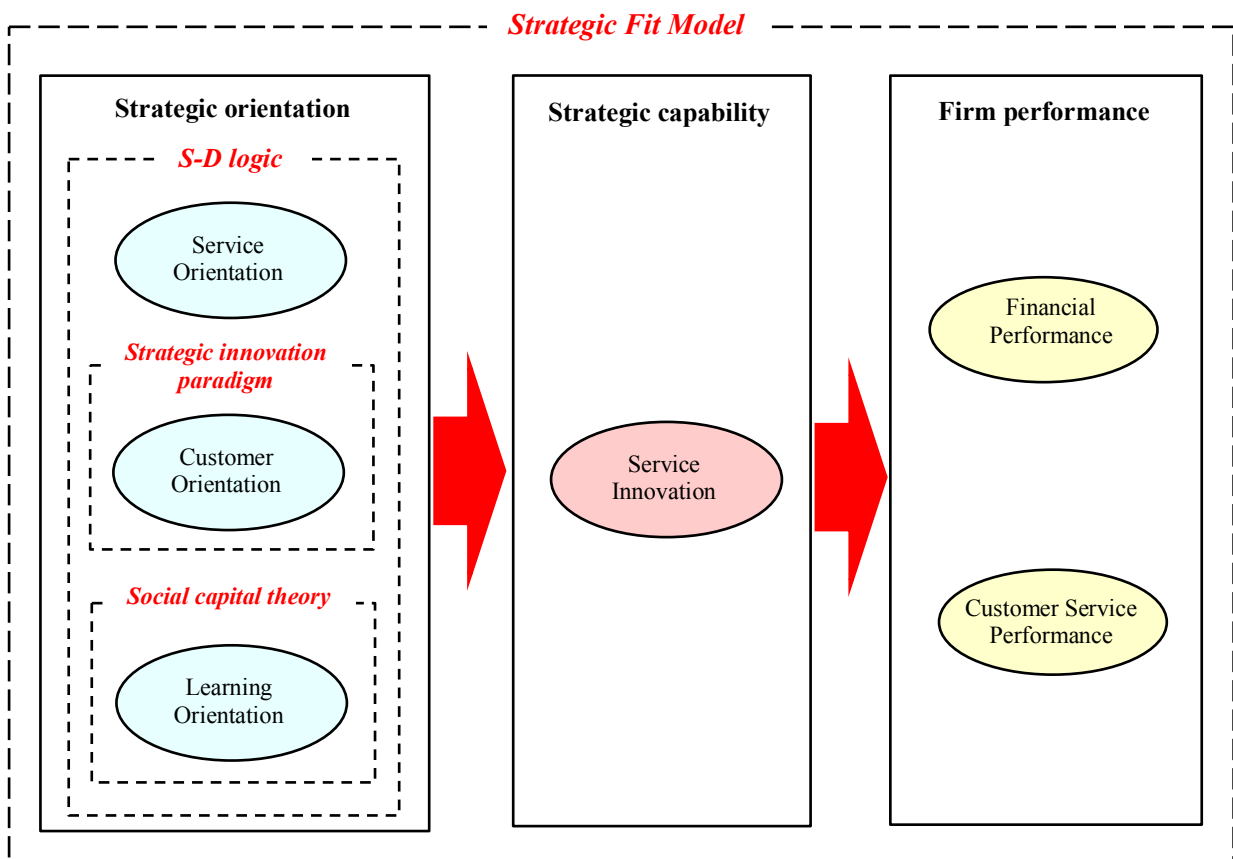 Strategic Fit Model
Strategic orientation
S-D logic
Service
Orientation
Strategic innovation
paradigm
Customer
Orientation
Social capital theory
Learning
Orientation
Strategic capability
Service
Innovation
Firm performance
Financial
Performance
Customer Service
Performance